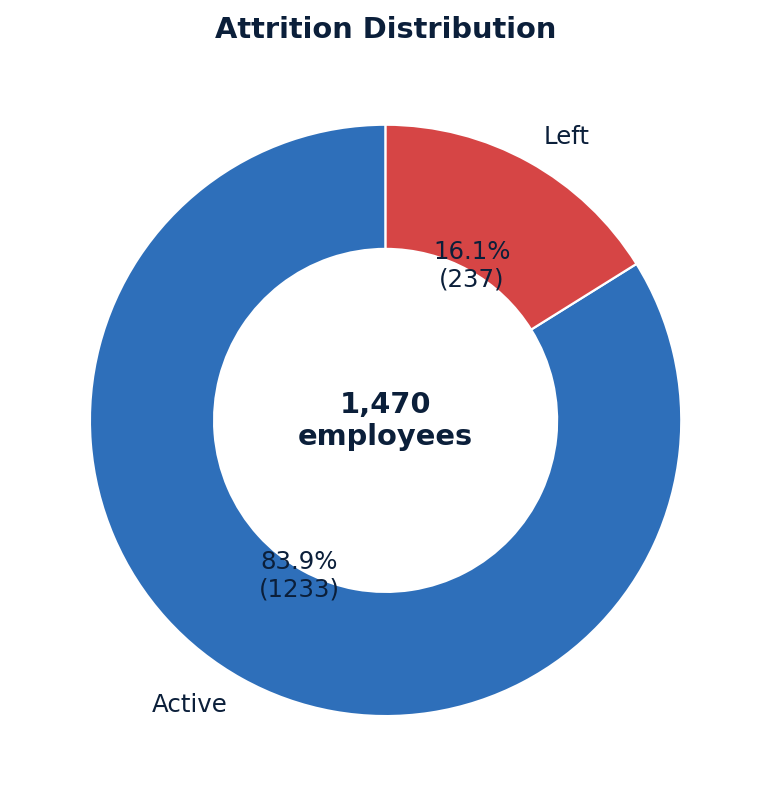 Attrition Distribution
Left
16.1%
(237)
1,470
employees
83.9%
(1233)
Active